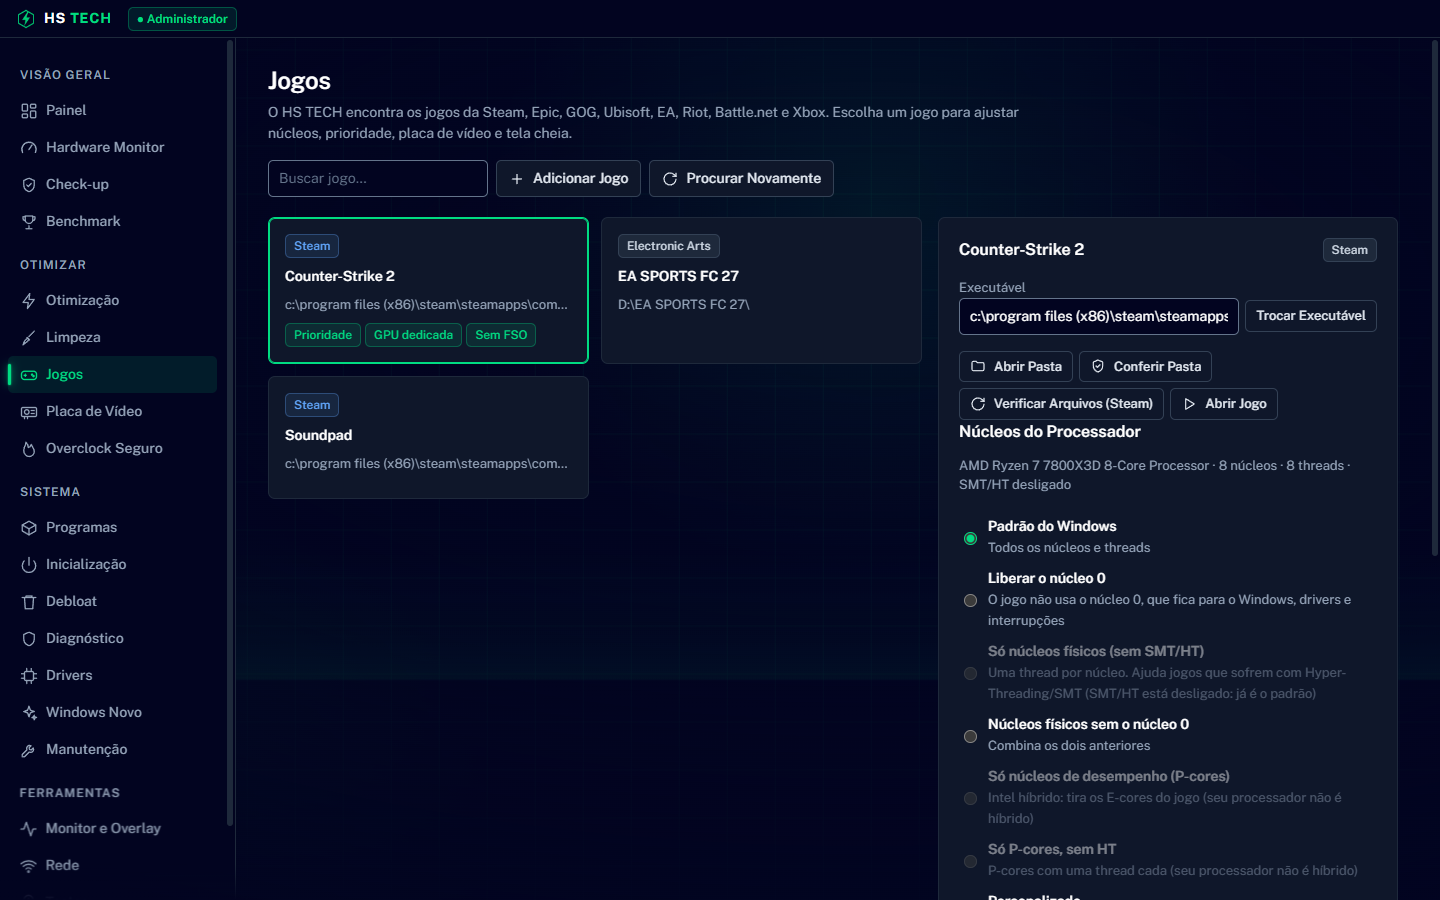 HS TECH
Administrador
VISÃO GERAL
Painel
Hardware Monitor
Check-up
Benchmark
OTIMIZAR
Otimização
Limpeza
Jogos
Placa de Vídeo
Overclock Seguro
SISTEMA
Programas
Inicialização
Debloat
Diagnóstico
Drivers
Windows Novo
Manutenção
FERRAMENTAS
Monitor e Overlay
Rede
Jogos
O HS TECH encontra os jogos da Steam, Epic, GOG, Ubisoft, EA, Riot, Battle.net e Xbox. Escolha um jogo para ajustar
núcleos, prioridade, placa de vídeo e tela cheia.
Buscar jogo...
Adicionar Jogo
Procurar Novamente
Steam
Counter-Strike 2
c:\program files (x86)\steam\steamapps\com...
Prioridade
GPU dedicada
Sem FSO
Electronic Arts
EA SPORTS FC 27
D:\EA SPORTS FC 27\
Steam
Soundpad
c:\program files (x86)\steam\steamapps\com...
Counter-Strike 2
Steam
Executável
c:\program files (x86)\steam\steamapps
Trocar Executável
Abrir Pasta
Conferir Pasta
Verificar Arquivos (Steam)
Abrir Jogo
Núcleos do Processador
AMD Ryzen 7 7800X3D 8-Core Processor · 8 núcleos · 8 threads ·
SMT/HT desligado
Padrão do Windows
Todos os núcleos e threads
Liberar o núcleo 0
O jogo não usa o núcleo 0, que fica para o Windows, drivers e
interrupções
Só núcleos físicos (sem SMT/HT)
Uma thread por núcleo. Ajuda jogos que sofrem com Hyper-
Threading/SMT (SMT/HT está desligado: já é o padrão)
Núcleos físicos sem o núcleo 0
Combina os dois anteriores
Só núcleos de desempenho (P-cores)
Intel híbrido: tira os E-cores do jogo (seu processador não é
híbrido)
Só P-cores, sem HT
P-cores com uma thread cada (seu processador não é híbrido)
Personalizado